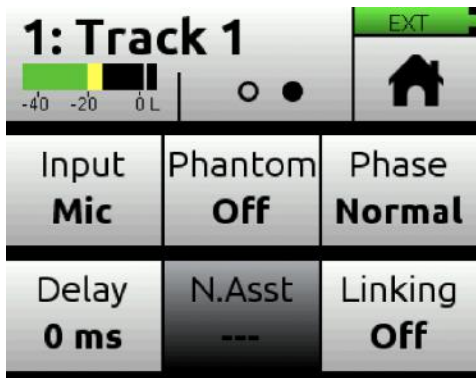 1: Track 1
EXT
-40 -20 0 L
Input Phantom Phase
Mic Off Normal
Delay N.Asst Linking
0 ms --- Off